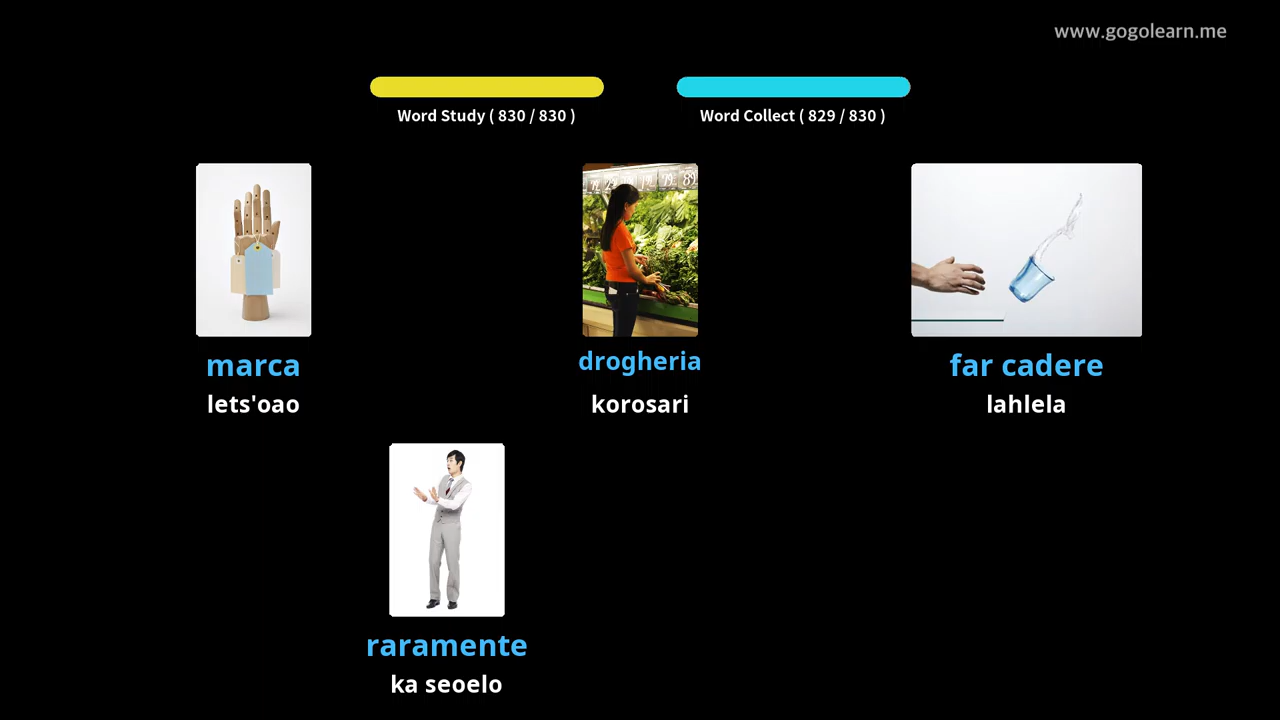 www.gogolearn.me
Word Study ( 830 / 830 )
Word Collect ( 829 / 830 )
marca
lets'oao
drogheria
korosari
far cadere
lahlela
raramente
ka seoelo